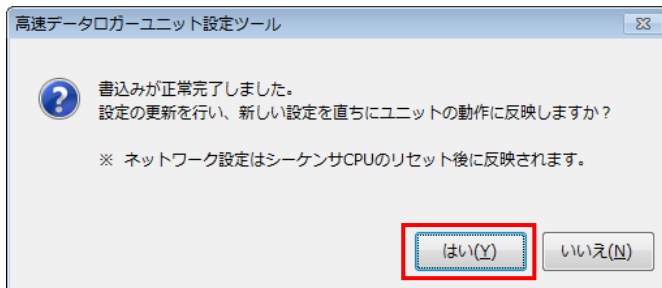 高速データロガーユニット設定ツール
書込みが正常完了しました。
設定の更新を行い、新しい設定を直ちにユニットの動作に反映しますか？
※ ネットワーク設定はシーケンサCPUのリセット後に反映されます。
はい(Y)
いいえ(N)